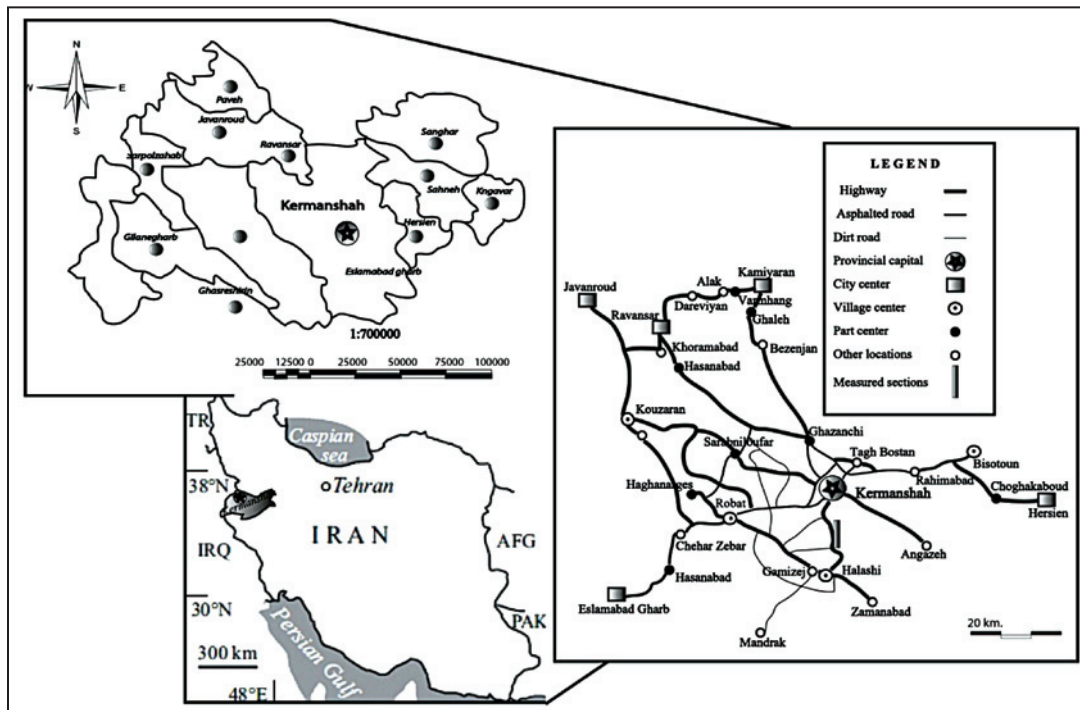 N
W
E
S
Paveh
Javanroud
Ravansar
Sanghar
Sahneh
Kngavar
Kermanshah
Hersien
Gilanegharb
Eslamabad gharb
Ghasreshirin
1:700000
25000 12500 0 25000 50000 75000 100000
TR
Caspian
sea
38°N
Tehran
IRAN
IRQ
AFG
30°N
PAK
Persian Gulf
300 km
48°E
LEGEND
Highway
Asphalted road
Dirt road
Provincial capital
City center
Village center
Part center
Other locations
Measured sections
Javanroud
Alak
Kamiyaran
Dareviyan
Varmhang
Ravansar
Ghaleh
Khoramabad
Bezenjan
Hasanabad
Kouzaran
Ghazanchi
Sarabniloufar
Tagh Bostan
Bisotoun
Rahimabad
Haghananges
Kermanshah
Choghakaboud
Robat
Hersien
Chehar Zebar
Angazeh
Hasanabad
Gamizej
Halashi
Eslamabad Gharb
Zamanabad
Mandrak
20 km.